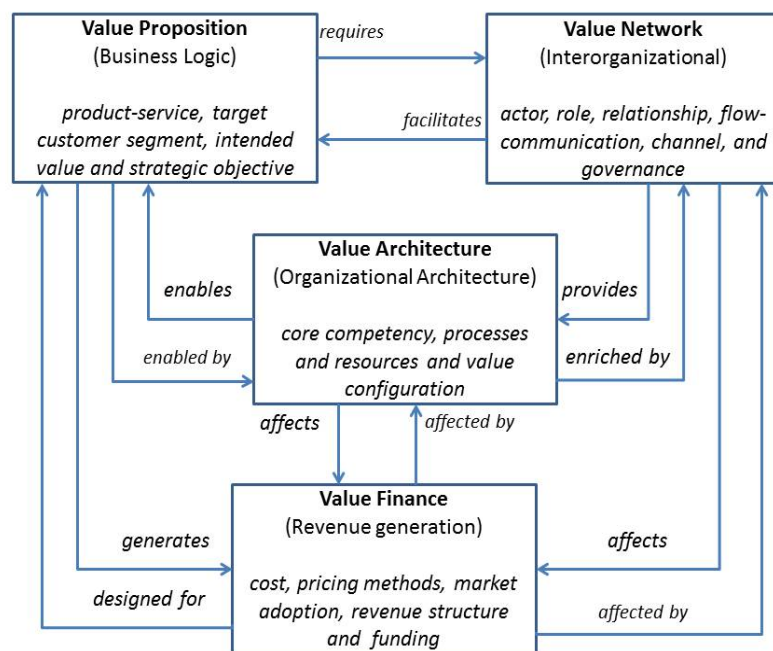 Value Proposition
(Business Logic)
product-service, target
customer segment, intended
value and strategic objective
requires
facilitates
Value Network
(Interorganizational)
actor, role, relationship, flow-
communication, channel, and
governance
Value Architecture
(Organizational Architecture)
core competency, processes
and resources and value
configuration
enables
enabled by
provides
enriched by
affects
affected by
Value Finance
(Revenue generation)
cost, pricing methods, market
adoption, revenue structure
and funding
generates
designed for
affects
affected by